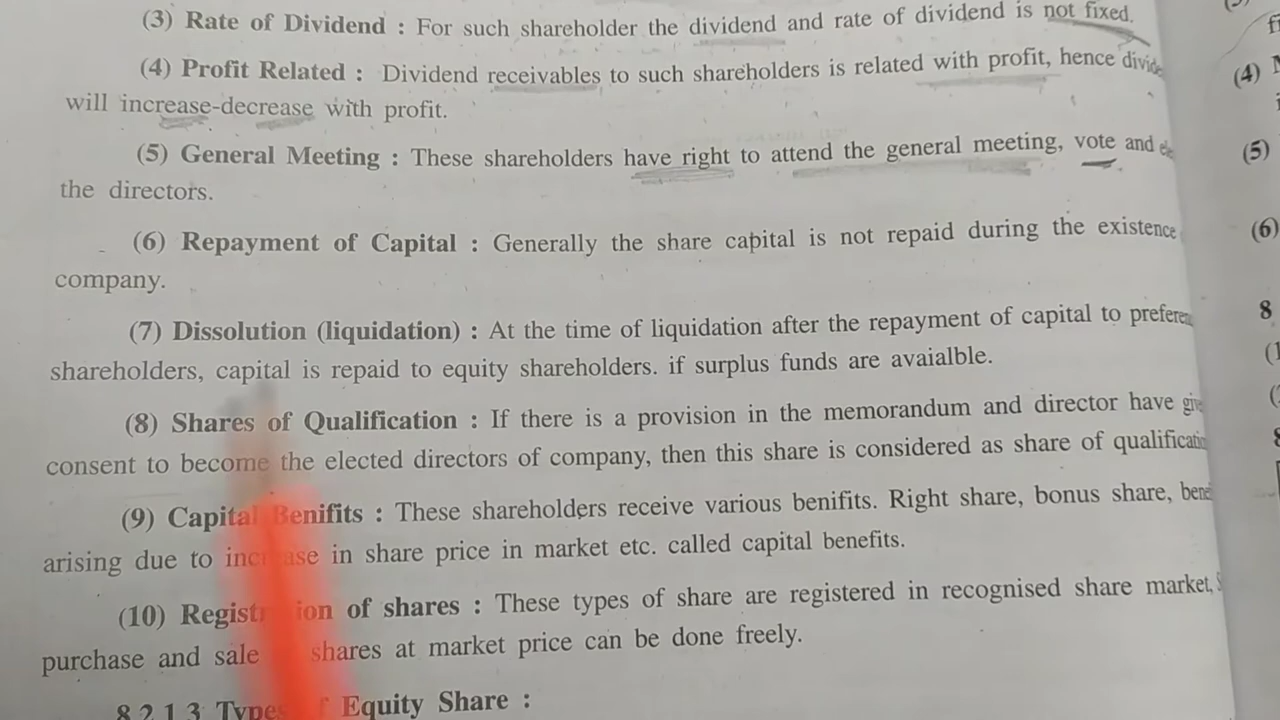 (3) Rate of Dividend : For such shareholder the dividend and rate of dividend is not fixed.
(4) Profit Related : Dividend receivables to such shareholders is related with profit, hence
will increase-decrease with profit.
(5) General Meeting : These shareholders have right to attend the general meeting, vote and
the directors.
(6) Repayment of Capital : Generally the share capital is not repaid during the existence
company.
(7) Dissolution (liquidation) : At the time of liquidation after the repayment of capital to
shareholders, capital is repaid to equity shareholders. if surplus funds are avaialble.
(8) Shares of Qualification : If there is a provision in the memorandum and director have
consent to become the elected directors of company, then this share is considered as share of
(9) Capital Benifits : These shareholders receive various benifits. Right share, bonus share,
arising due to increase in share price in market etc. called capital benefits.
(10) Registration of shares : These types of share are registered in recognised share market,
purchase and sale shares at market price can be done freely.
8.2.1.3 Types Equity Share :
(4)
(5)
(6)
8